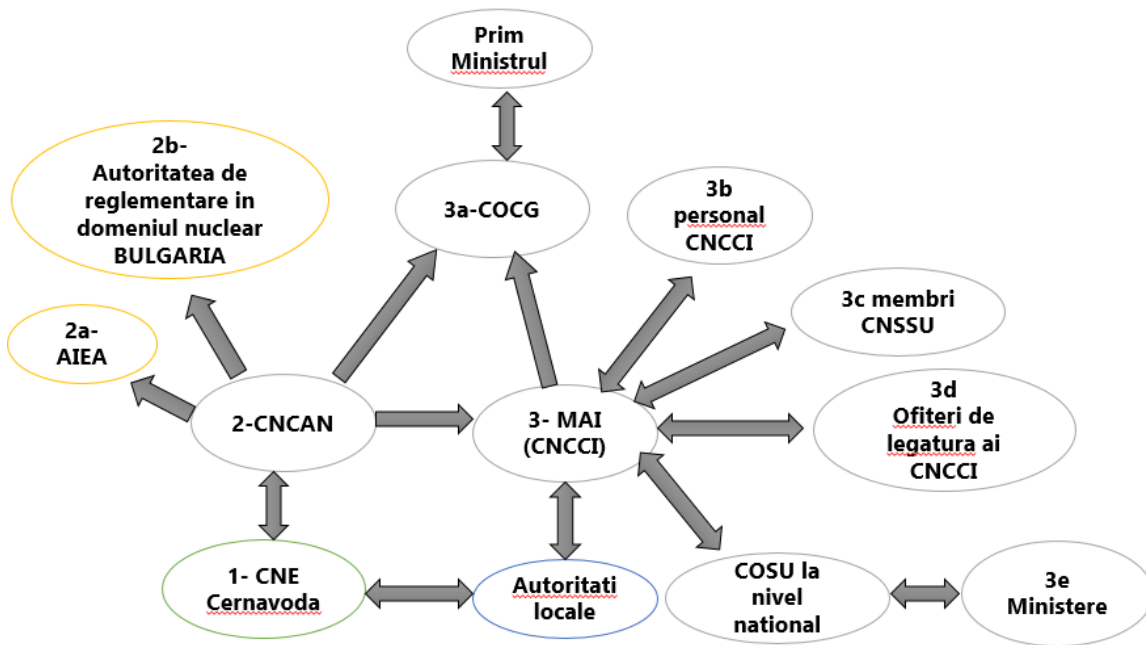 Prim
Ministrul
2b-
Autoritatea de
reglementare in
domeniul nuclear
BULGARIA
3a-COCG
3b
personal
CNCCI
2a-
AIEA
3c membri
CNSSU
2-CNCAN
3- MAI
(CNCCI)
3d
Ofiteri de
legatura ai
CNCCI
1- CNE
Cernavoda
Autoritati
locale
COSU la
nivel
national
3e
Ministere